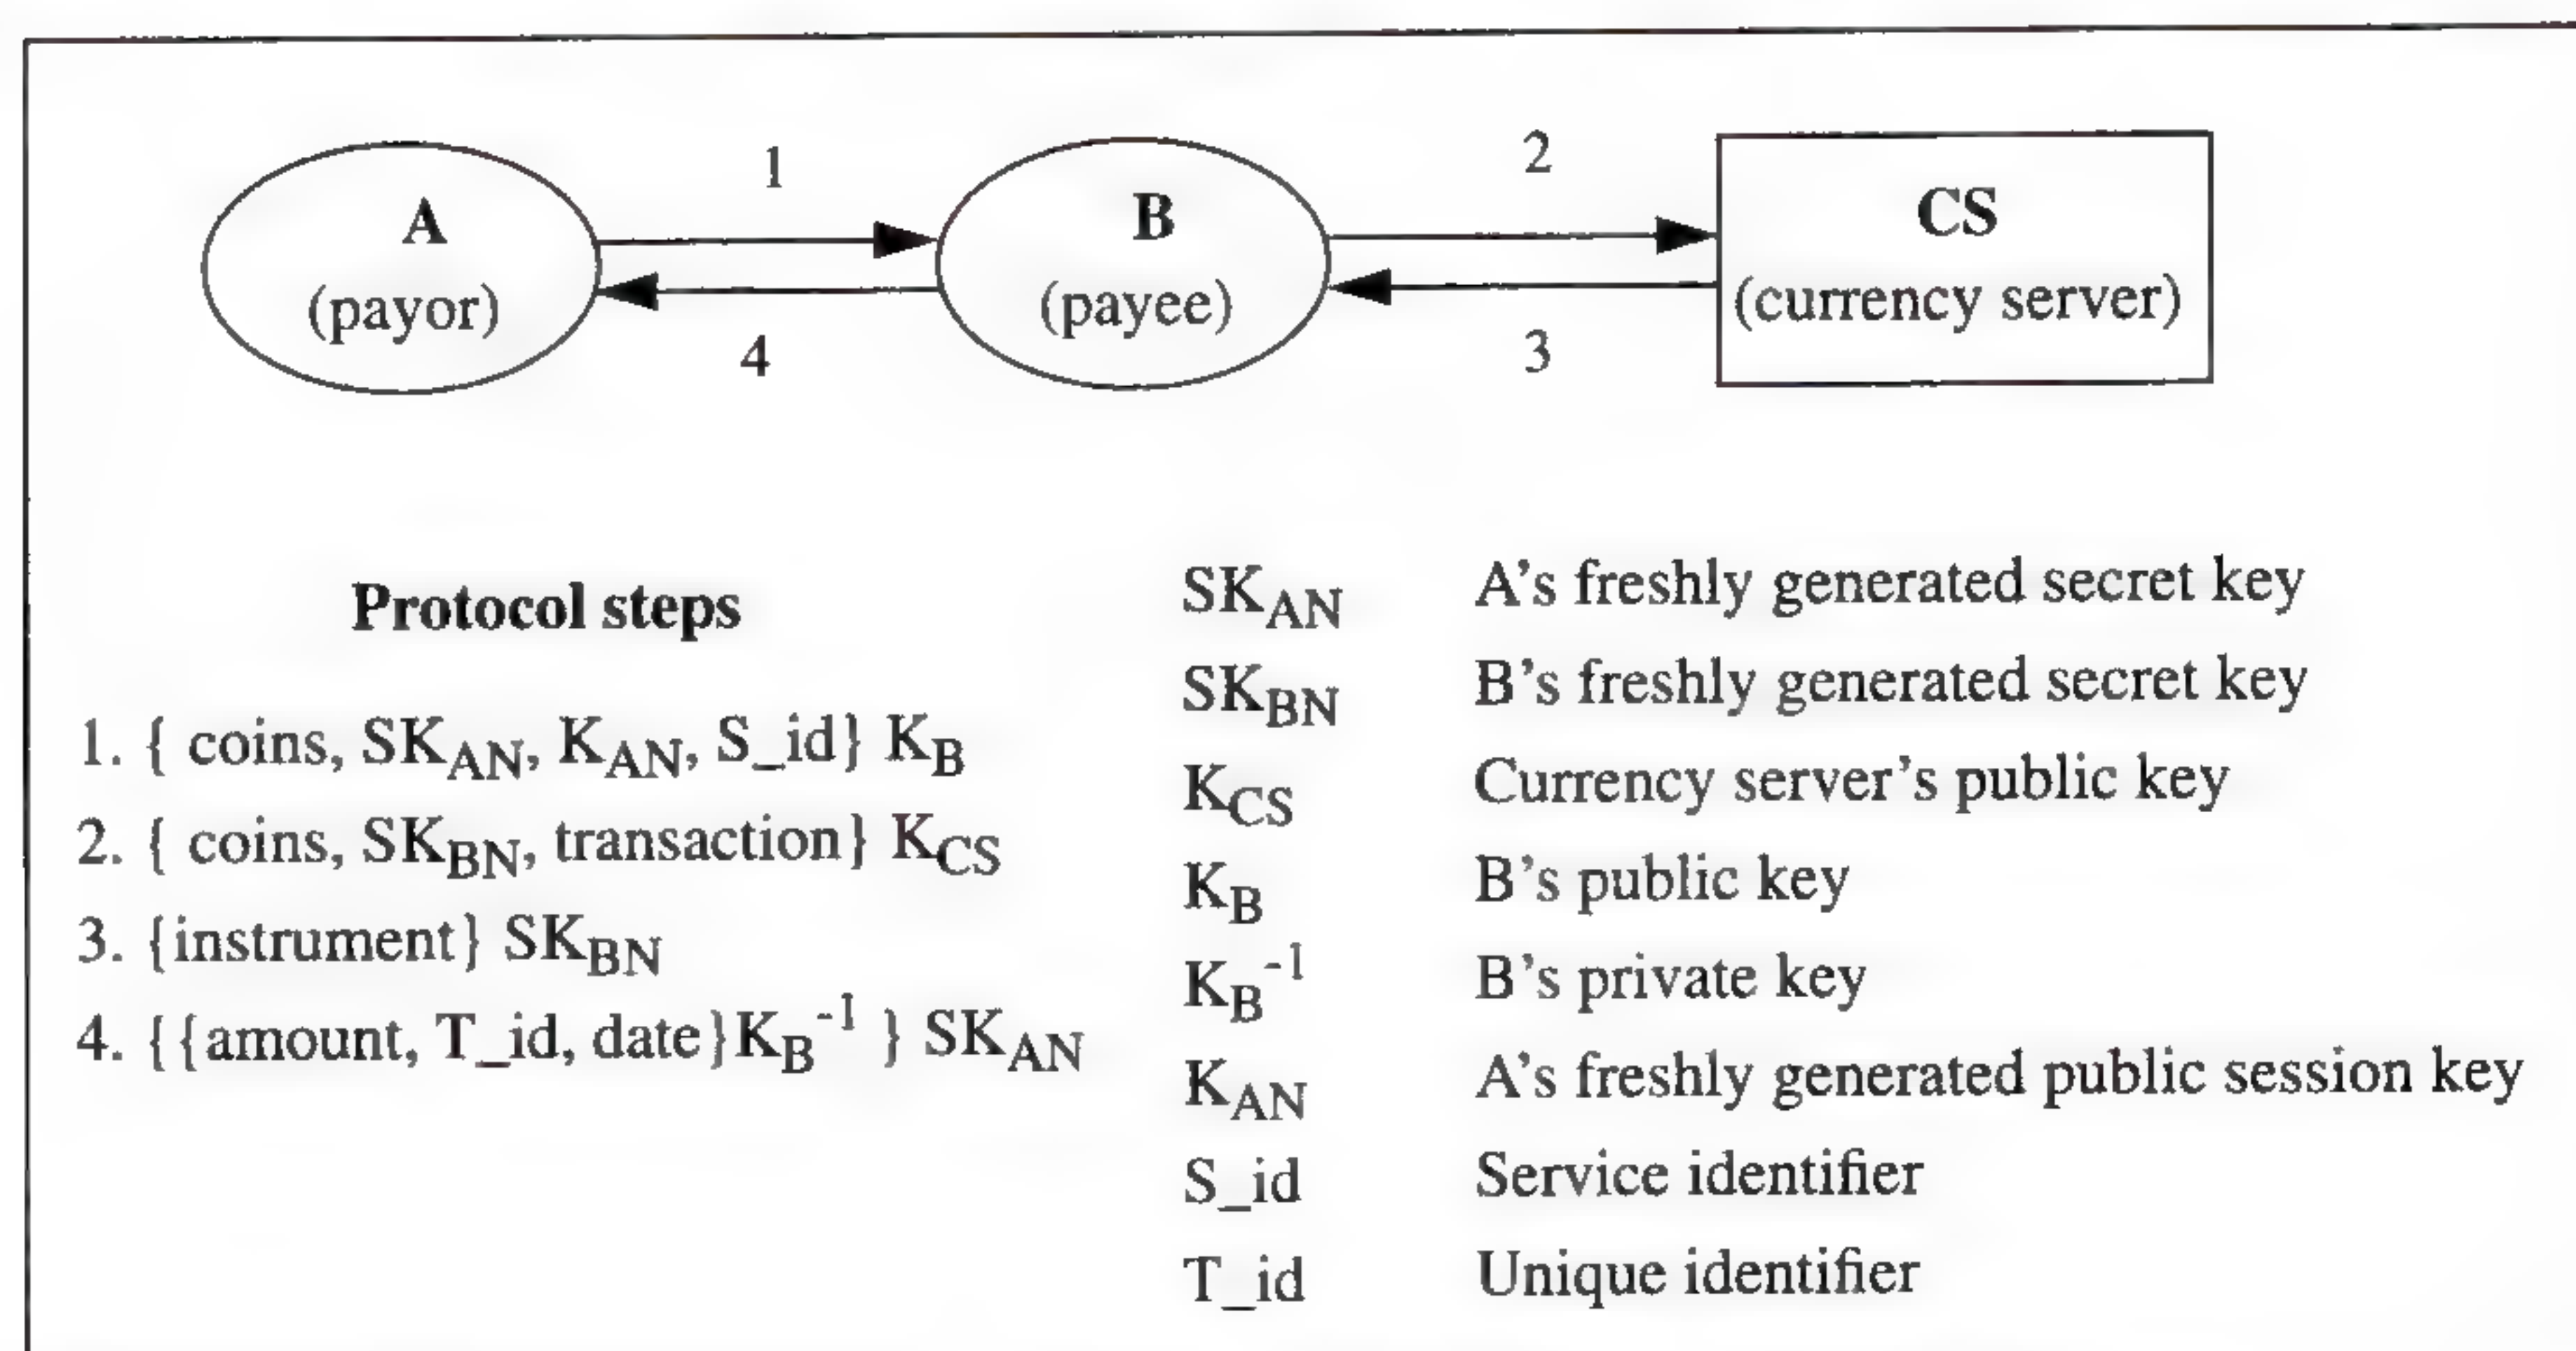 1
2
A
(payor)
B
(payee)
CS
(currency server)
4
3
Protocol steps
1. { coins, SK_AN, K_AN, S_id} K_B
2. { coins, SK_BN, transaction} K_CS
3. {instrument} SK_BN
4. {{amount, T_id, date}K_B^-1 } SK_AN
SK_AN A's freshly generated secret key
SK_BN B's freshly generated secret key
K_CS Currency server's public key
K_B B's public key
K_B^-1 B's private key
K_AN A's freshly generated public session key
S_id Service identifier
T_id Unique identifier